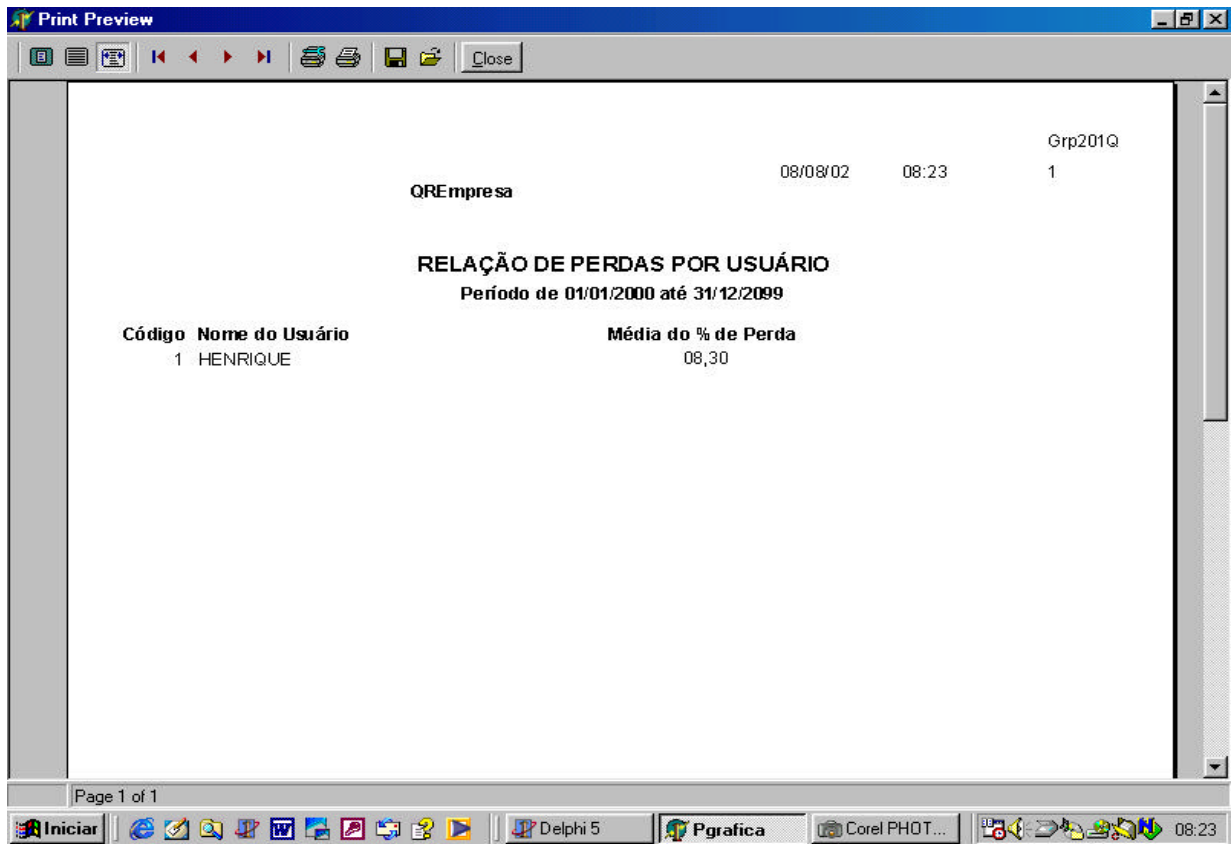 Print Preview
Close
Grp201Q
08/08/02 08:23 1
QREmpresa
RELAÇÃO DE PERDAS POR USUÁRIO
Período de 01/01/2000 até 31/12/2099
Código Nome do Usuário Média do % de Perda
1 HENRIQUE 08,30
Page 1 of 1
Iniciar Delphi 5 Pgrafica Corel PHOT... 08:23